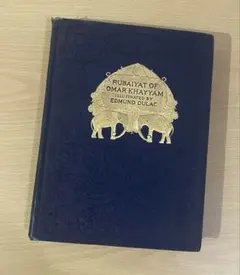 RUBAIYAT OF
OMAR KHAYYAM
ILLUSTRATED BY
EDMUND DULAC